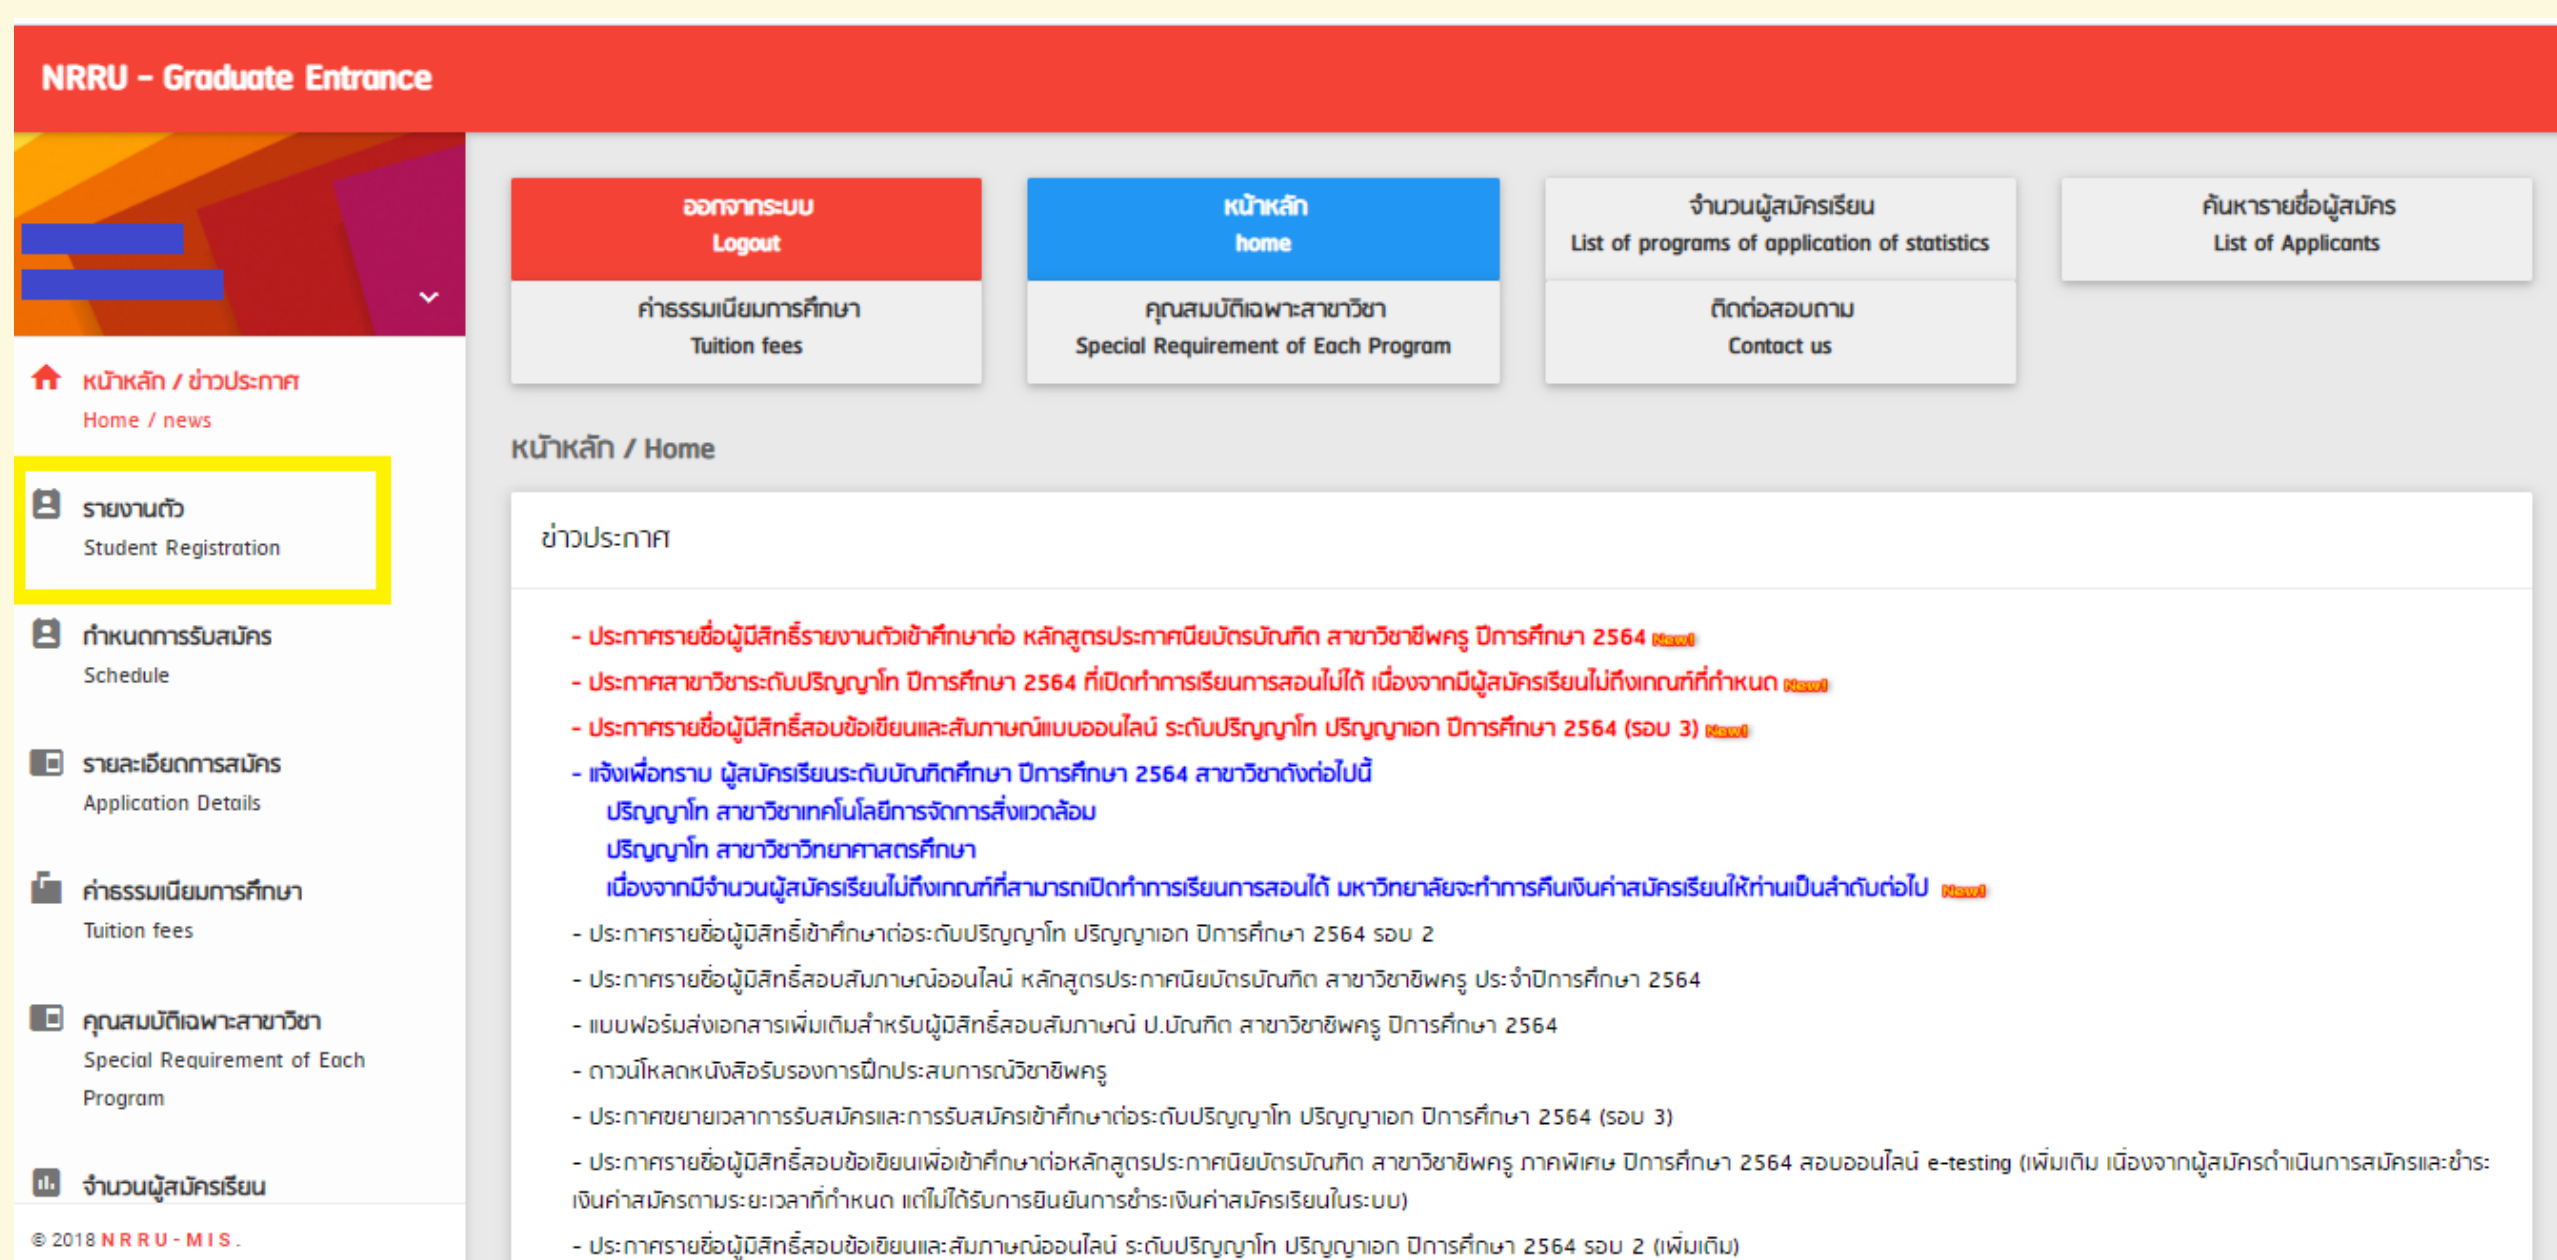 NRRU - Graduate Entrance
ออกจากระบบ
Logout
หน้าหลัก
home
จำนวนผู้สมัครเรียน
List of programs of application of statistics
ค้นหารายชื่อผู้สมัคร
List of Applicants
ค่าธรรมเนียมการศึกษา
Tuition fees
คุณสมบัติเฉพาะสาขาวิชา
Special Requirement of Each Program
ติดต่อสอบถาม
Contact us
หน้าหลัก / ข่าวประกาศ
Home / news
รายงานตัว
Student Registration
กำหนดการรับสมัคร
Schedule
รายละเอียดการสมัคร
Application Details
ค่าธรรมเนียมการศึกษา
Tuition fees
คุณสมบัติเฉพาะสาขาวิชา
Special Requirement of Each
Program
จำนวนผู้สมัครเรียน
© 2018 NRRU-MIS.
หน้าหลัก / Home
ข่าวประกาศ
- ประกาศรายชื่อผู้มีสิทธิ์รายงานตัวเข้าศึกษาต่อ หลักสูตรประกาศนียบัตรบัณฑิต สาขาวิชาชีพครู ปีการศึกษา 2564 New!
- ประกาศสาขาวิชาระดับปริญญาโท ปีการศึกษา 2564 ที่เปิดทำการเรียนการสอนไม่ได้ เนื่องจากมีผู้สมัครเรียนไม่ถึงเกณฑ์ที่กำหนด New!
- ประกาศรายชื่อผู้มีสิทธิ์สอบข้อเขียนและสัมภาษณ์แบบออนไลน์ ระดับปริญญาโท ปริญญาเอก ปีการศึกษา 2564 (รอบ 3) New!
- แจ้งเพื่อทราบ ผู้สมัครเรียนระดับบัณฑิตศึกษา ปีการศึกษา 2564 สาขาวิชาดังต่อไปนี้
ปริญญาโท สาขาวิชาเทคโนโลยีการจัดการสิ่งแวดล้อม
ปริญญาโท สาขาวิชาวิทยาศาสตรศึกษา
เนื่องจากมีจำนวนผู้สมัครเรียนไม่ถึงเกณฑ์ที่สามารถเปิดทำการเรียนการสอนได้ มหาวิทยาลัยจะทำการคืนเงินค่าสมัครเรียนให้ท่านเป็นลำดับต่อไป New!
- ประกาศรายชื่อผู้มีสิทธิ์เข้าศึกษาต่อระดับปริญญาโท ปริญญาเอก ปีการศึกษา 2564 รอบ 2
- ประกาศรายชื่อผู้มีสิทธิ์สอบสัมภาษณ์ออนไลน์ หลักสูตรประกาศนียบัตรบัณฑิต สาขาวิชาชีพครู ประจำปีการศึกษา 2564
- แบบฟอร์มส่งเอกสารเพิ่มเติมสำหรับผู้มีสิทธิ์สอบสัมภาษณ์ ป.บัณฑิต สาขาวิชาชีพครู ปีการศึกษา 2564
- ดาวน์โหลดหนังสือรับรองการฝึกประสบการณ์วิชาชีพครู
- ประกาศขยายเวลาการรับสมัครและการรับสมัครเข้าศึกษาต่อระดับปริญญาโท ปริญญาเอก ปีการศึกษา 2564 (รอบ 3)
- ประกาศรายชื่อผู้มีสิทธิ์สอบข้อเขียนเพื่อเข้าศึกษาต่อหลักสูตรประกาศนียบัตรบัณฑิต สาขาวิชาชีพครู ภาคพิเศษ ปีการศึกษา 2564 สอบออนไลน์ e-testing (เพิ่มเติม เนื่องจากผู้สมัครดำเนินการสมัครและชำระ
เงินค่าสมัครตามระยะเวลาที่กำหนด แต่ไม่ได้รับการยืนยันการชำระเงินค่าสมัครเรียนในระบบ)
- ประกาศรายชื่อผู้มีสิทธิ์สอบข้อเขียนและสัมภาษณ์ออนไลน์ ระดับปริญญาโท ปริญญาเอก ปีการศึกษา 2564 รอบ 2 (เพิ่มเติม)